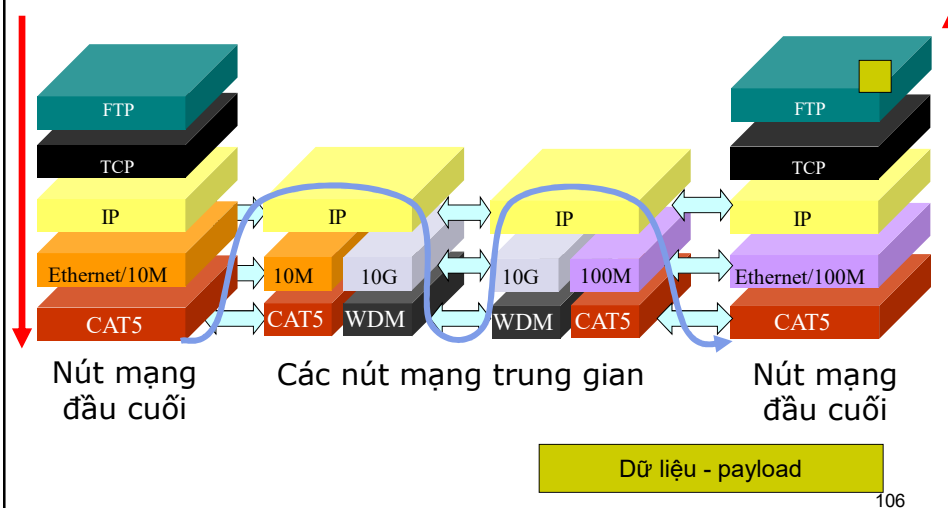 FTP
TCP
IP
Ethernet/10M
CAT5
IP
10M
10G
CAT5
WDM
IP
10G
100M
WDM
CAT5
FTP
TCP
IP
Ethernet/100M
CAT5
Nút mạng
đầu cuối
Các nút mạng trung gian
Nút mạng
đầu cuối
Dữ liệu - payload
106